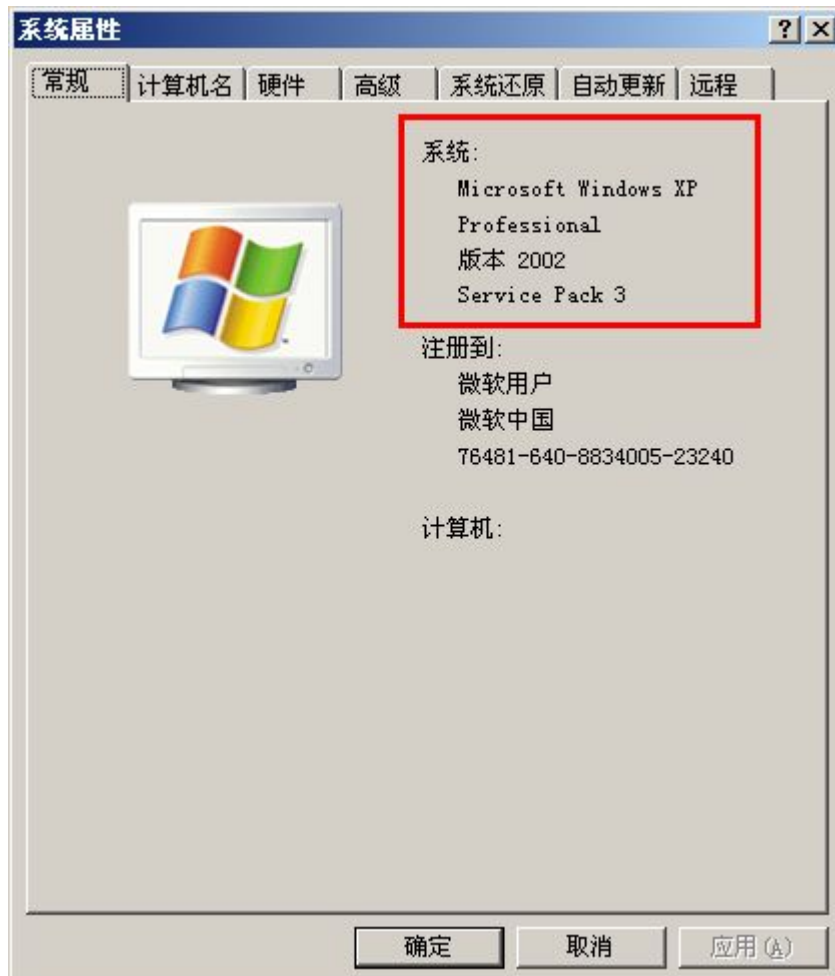 系统属性
常规 计算机名 硬件 高级 系统还原 自动更新 远程
系统:
Microsoft Windows XP
Professional
版本 2002
Service Pack 3
注册到:
微软用户
微软中国
76481-640-8834005-23240
计算机:
确定 取消 应用(A)